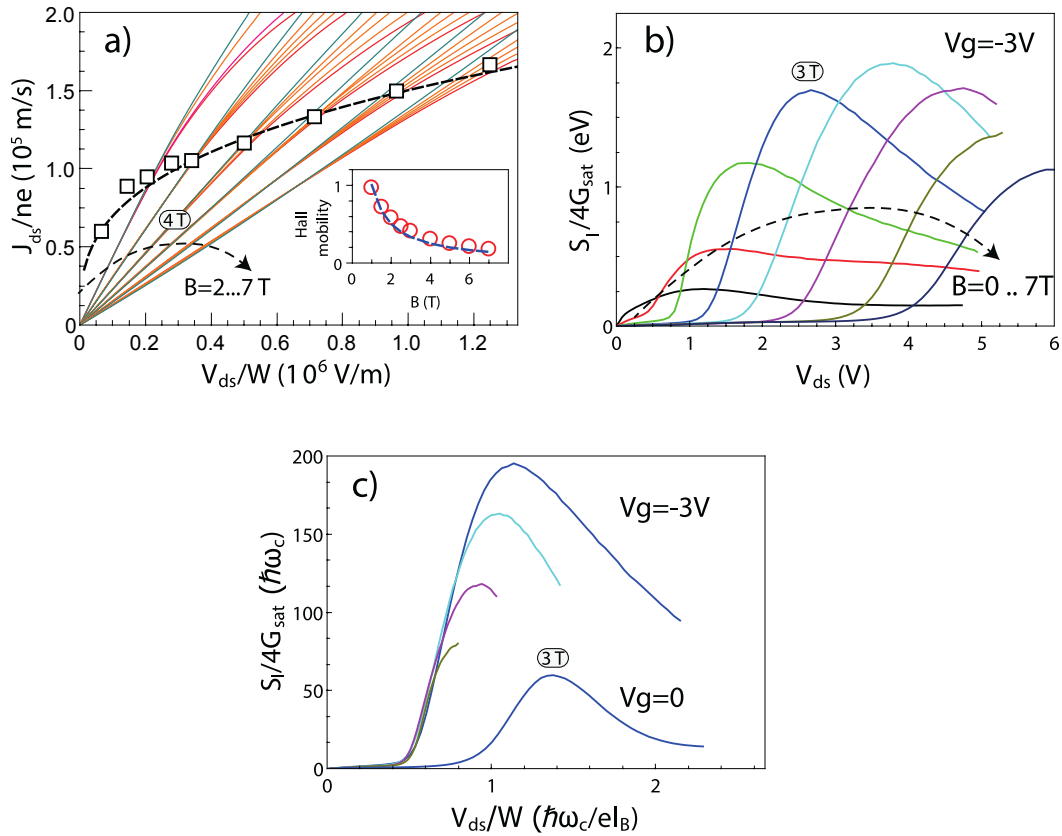 a)
J_ds/ne (10^5 m/s)
2.0
1.5
1.0
0.5
0
4 T
B=2...7 T
Hall
mobility
1
0
0 2 4 6
B (T)
0 0.2 0.4 0.6 0.8 1.0 1.2
V_ds/W (10^6 V/m)
b)
Vg=-3V
S_I/4G_sat (eV)
2
1
0
3 T
B=0 .. 7T
0 1 2 3 4 5 6
V_ds (V)
c)
S_I/4G_sat (ℏω_c)
200
150
100
50
0
Vg=-3V
3 T
Vg=0
0 1 2
V_ds/W (ℏω_c/el_B)